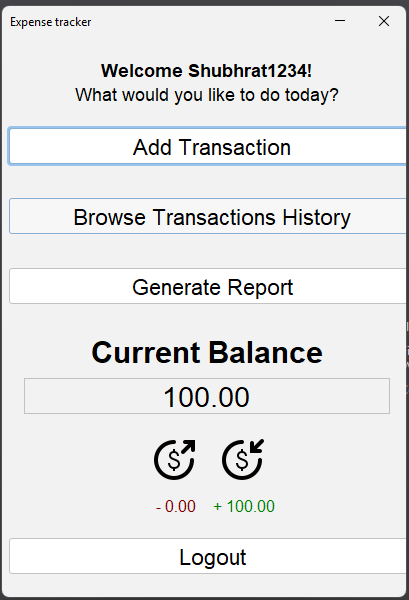 Expense tracker
Welcome Shubhrat1234!
What would you like to do today?
Add Transaction
Browse Transactions History
Generate Report
Current Balance
100.00
$ $
- 0.00 + 100.00
Logout